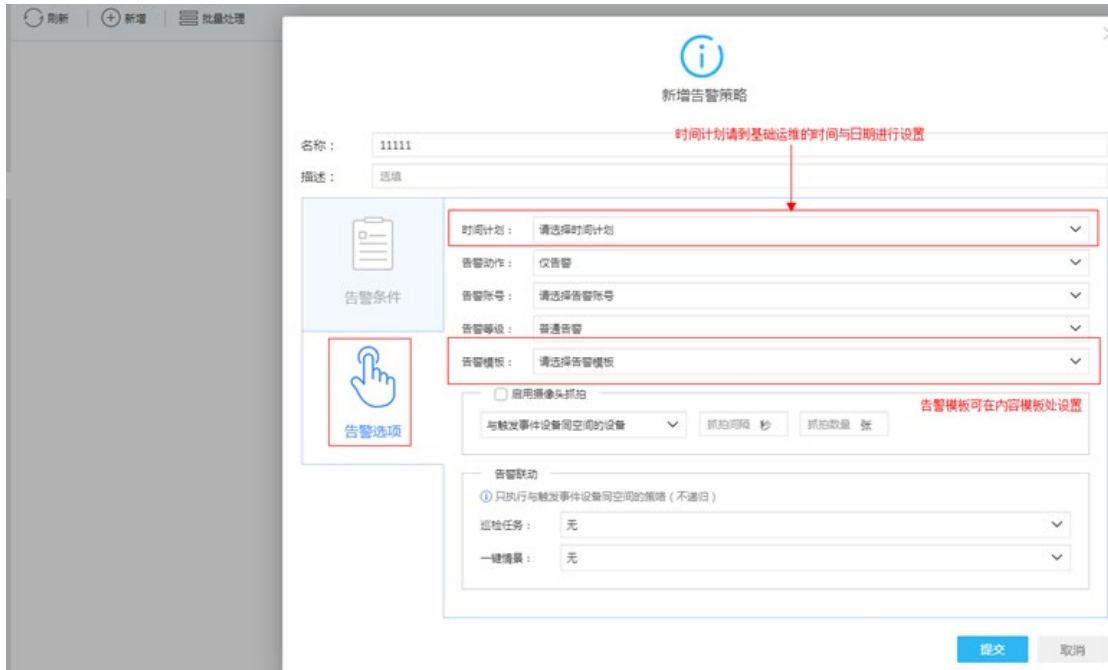 刷新 新增 批量处理
新增告警策略
时间计划请到基础运维的时间与日期进行设置
名称： 11111
描述： 选填
告警条件
告警选项
时间计划： 请选择时间计划
告警动作： 仅告警
告警账号： 请选择告警账号
告警等级： 普通告警
告警模板： 请选择告警模板
启用摄像头抓拍
告警模板可在内容模板处设置
与触发事件设备同空间的设备 抓拍间隔 秒 抓拍数量 张
告警联动
只执行与触发事件设备同空间的策略（不递归）
巡检任务： 无
一键情景： 无
提交 取消